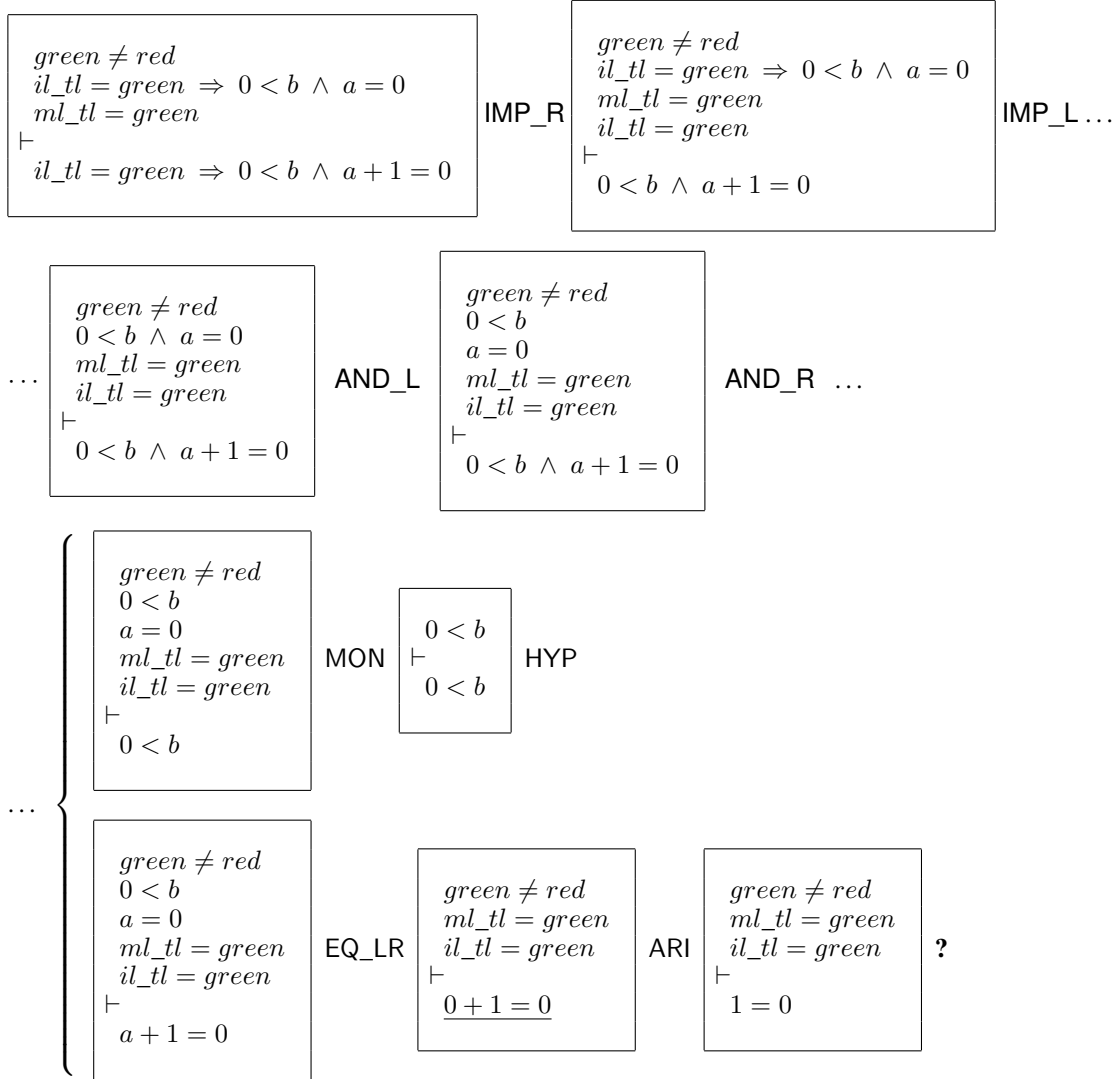 green ≠ red
il_tl = green ⇒ 0 < b ∧ a = 0
ml_tl = green
⊢
il_tl = green ⇒ 0 < b ∧ a + 1 = 0
IMP_R
green ≠ red
il_tl = green ⇒ 0 < b ∧ a = 0
ml_tl = green
il_tl = green
⊢
0 < b ∧ a + 1 = 0
IMP_L ...
...
green ≠ red
0 < b ∧ a = 0
ml_tl = green
il_tl = green
⊢
0 < b ∧ a + 1 = 0
AND_L
green ≠ red
0 < b
a = 0
ml_tl = green
il_tl = green
⊢
0 < b ∧ a + 1 = 0
AND_R ...
...
green ≠ red
0 < b
a = 0
ml_tl = green
il_tl = green
⊢
0 < b
MON
0 < b
⊢
0 < b
HYP
green ≠ red
0 < b
a = 0
ml_tl = green
il_tl = green
⊢
a + 1 = 0
EQ_LR
green ≠ red
ml_tl = green
il_tl = green
⊢
0 + 1 = 0
ARI
green ≠ red
ml_tl = green
il_tl = green
⊢
1 = 0
?